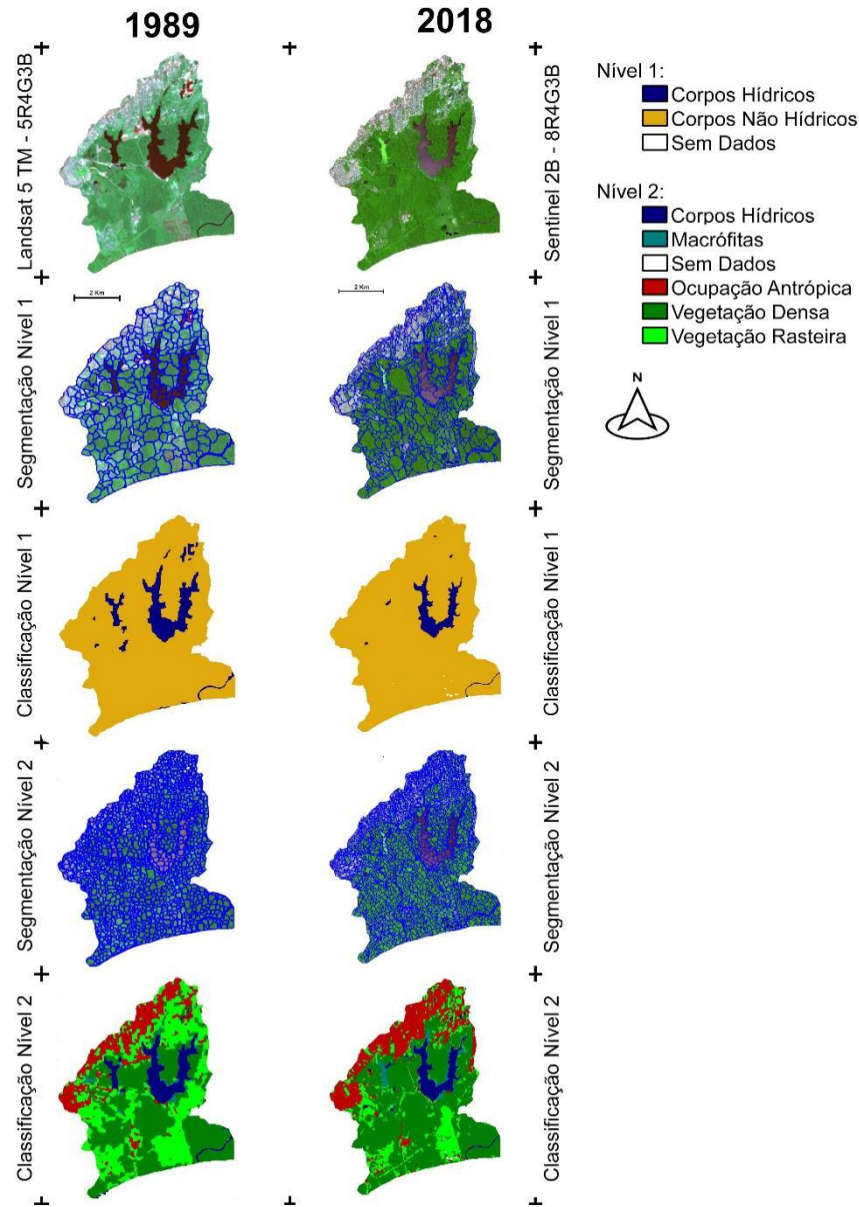 1989
2018
Landsat 5 TM - 5R4G3B
Sentinel 2B - 8R4G3B
Segmentação Nível 1
2 Km
2 Km
Segmentação Nível 1
Classificação Nível 1
Classificação Nível 1
Segmentação Nível 2
Segmentação Nível 2
Classificação Nível 2
Classificação Nível 2
Nível 1:
Corpos Hídricos
Corpos Não Hídricos
Sem Dados
Nível 2:
Corpos Hídricos
Macrófitas
Sem Dados
Ocupação Antrópica
Vegetação Densa
Vegetação Rasteira
N